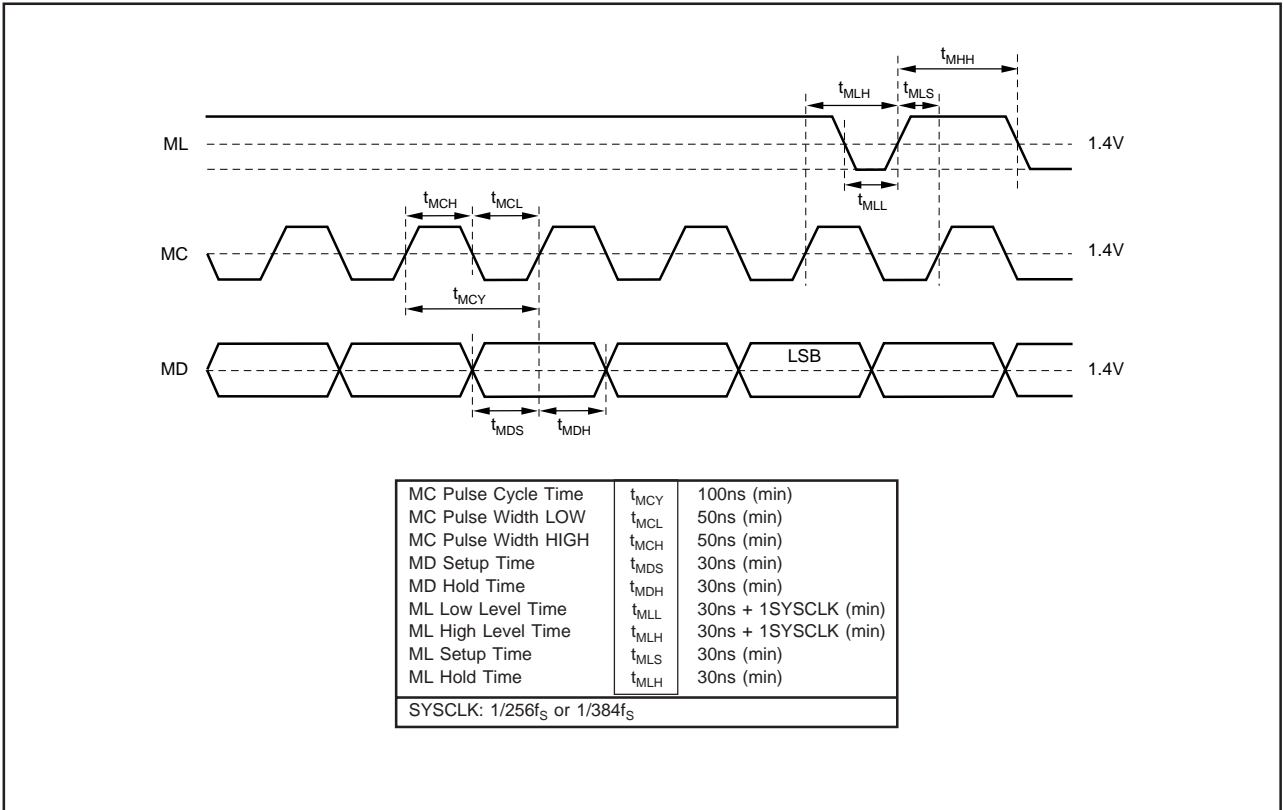 tMHH
tMLH tMLS
ML 1.4V
tMLL
tMCH tMCL
MC 1.4V
tMCY
LSB
MD 1.4V
tMDS tMDH
MC Pulse Cycle Time tMCY 100ns (min)
MC Pulse Width LOW tMCL 50ns (min)
MC Pulse Width HIGH tMCH 50ns (min)
MD Setup Time tMDS 30ns (min)
MD Hold Time tMDH 30ns (min)
ML Low Level Time tMLL 30ns + 1SYSCLK (min)
ML High Level Time tMLH 30ns + 1SYSCLK (min)
ML Setup Time tMLS 30ns (min)
ML Hold Time tMLH 30ns (min)
SYSCLK: 1/256fS or 1/384fS